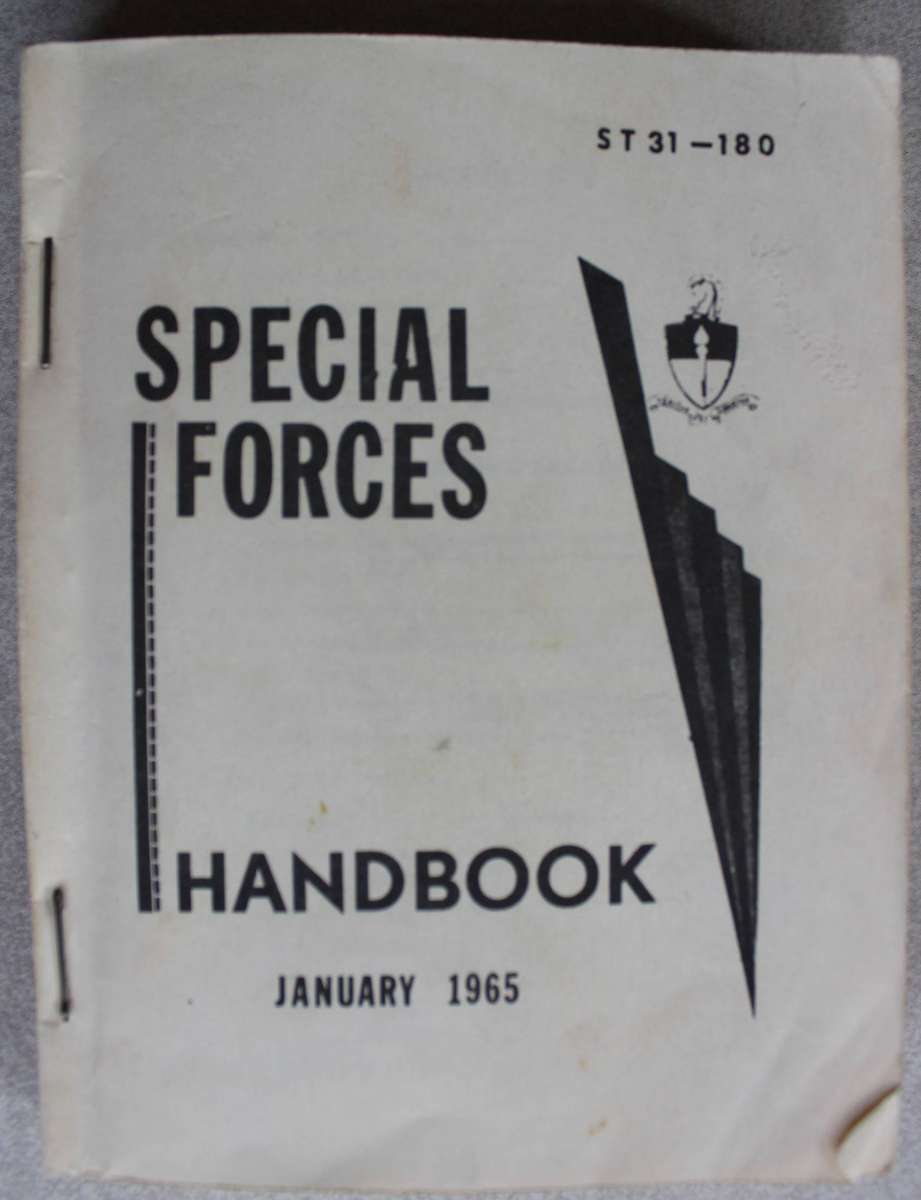 ST 31-180
SPECIAL
FORCES
HANDBOOK
JANUARY 1965